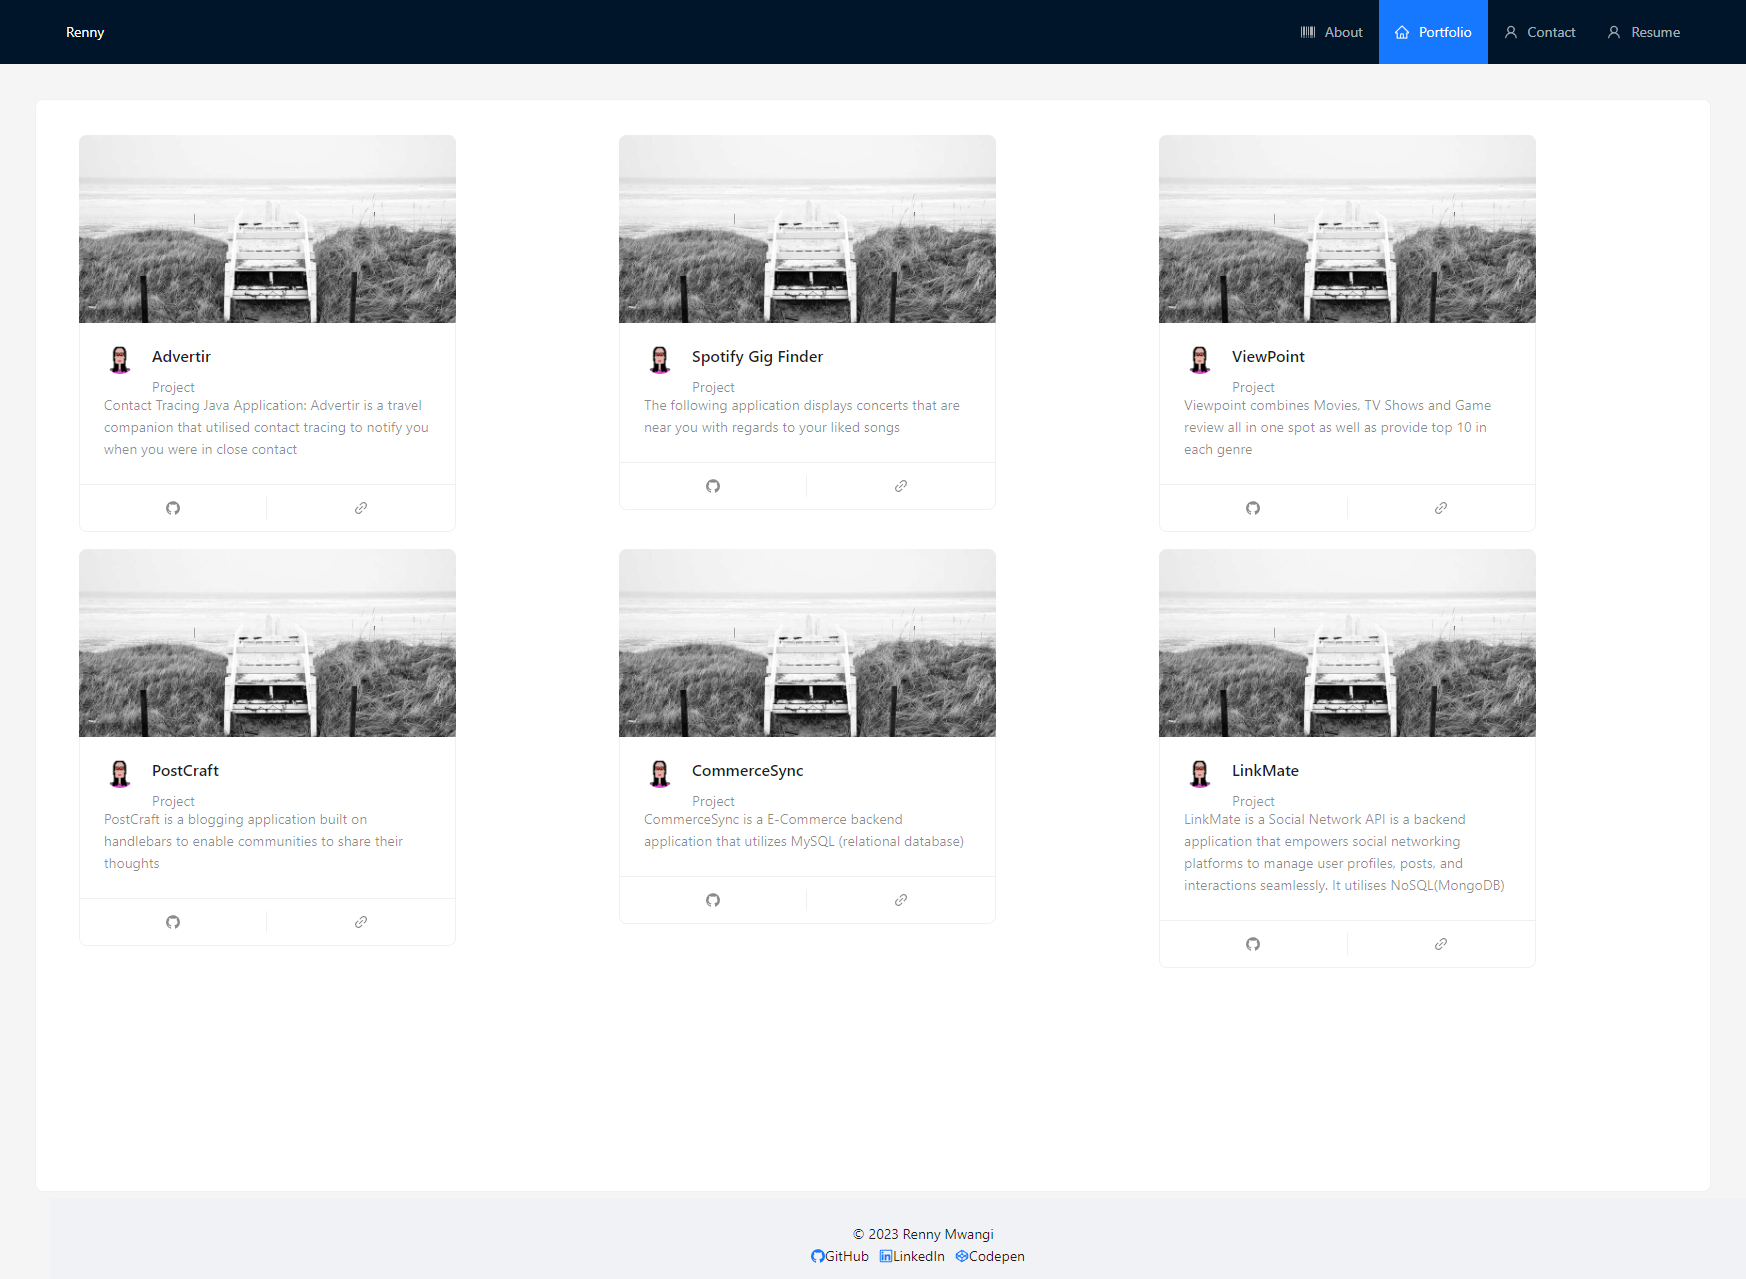 Renny
About
Portfolio
Contact
Resume
Advertir
Project
Contact Tracing Java Application: Advertir is a travel
companion that utilised contact tracing to notify you
when you were in close contact
Spotify Gig Finder
Project
The following application displays concerts that are
near you with regards to your liked songs
ViewPoint
Project
Viewpoint combines Movies, TV Shows and Game
review all in one spot as well as provide top 10 in
each genre
PostCraft
Project
PostCraft is a blogging application built on
handlebars to enable communities to share their
thoughts
CommerceSync
Project
CommerceSync is a E-Commerce backend
application that utilizes MySQL (relational database)
LinkMate
Project
LinkMate is a Social Network API is a backend
application that empowers social networking
platforms to manage user profiles, posts, and
interactions seamlessly. It utilises NoSQL(MongoDB)
© 2023 Renny Mwangi
GitHub LinkedIn Codepen